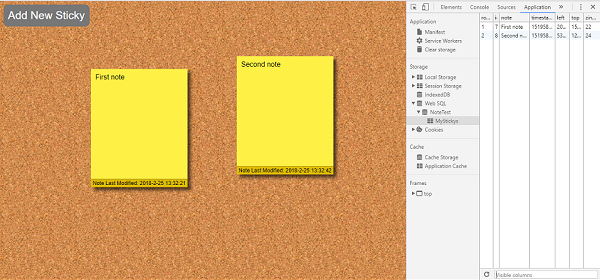 Add New Sticky
First note
Note Last Modified: 2018-2-25 13:32:21
Second note
Note Last Modified: 2018-2-25 13:32:42
Elements Console Sources Application
Application
Manifest
Service Workers
Clear storage
Storage
Local Storage
Session Storage
IndexedDB
Web SQL
NoteTest
MyStickys
Cookies
Cache
Cache Storage
Application Cache
Frames
top
ro... i note timesta... left top zin...
1 7 First note 151958... 20... 15... 22
2 8 Second n... 151958... 53... 12... 24
Visible columns